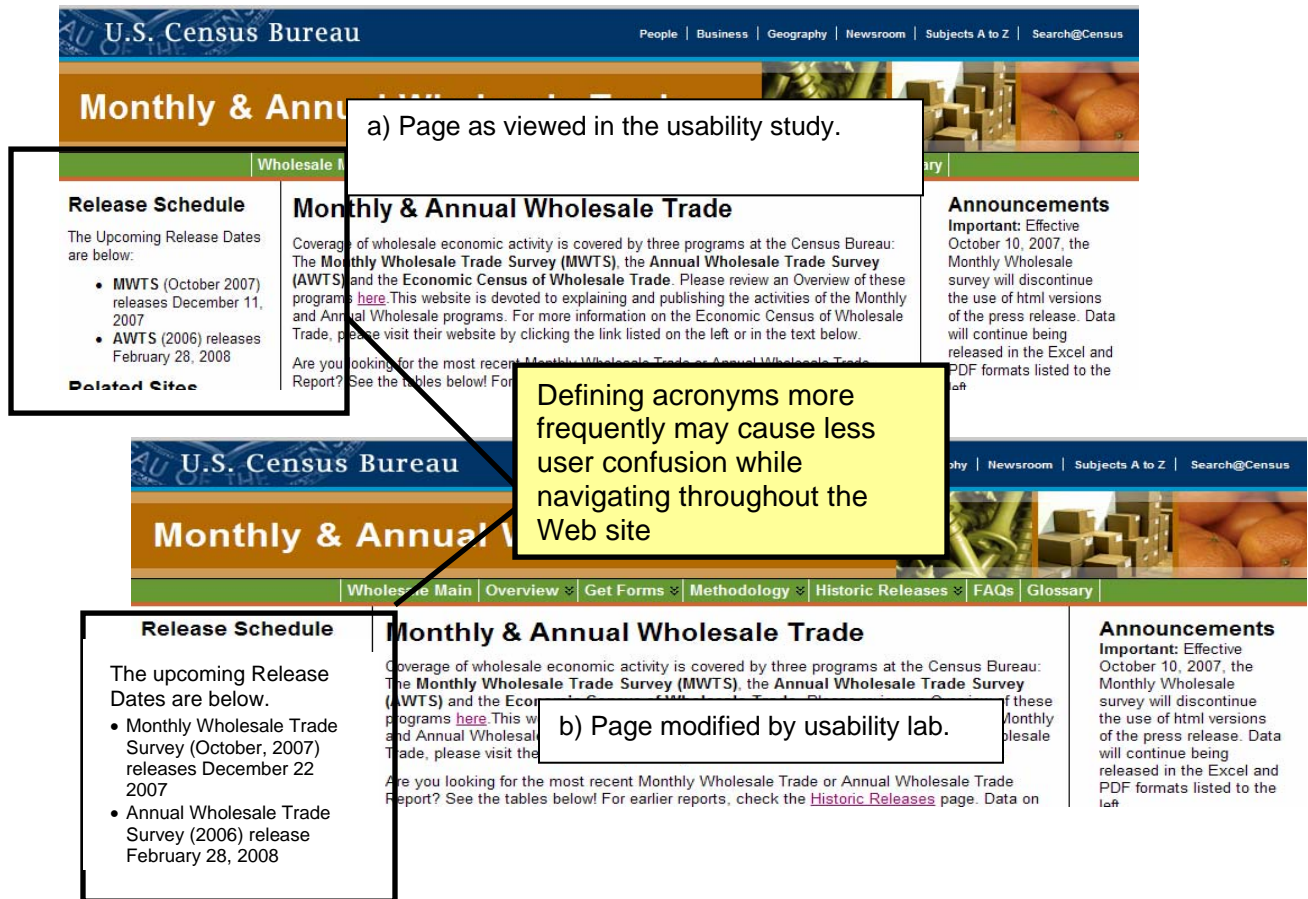 U.S. Census Bureau
People | Business | Geography | Newsroom | Subjects A to Z | Search@Census
Monthly &
a) Page as viewed in the usability study.
Release Schedule
The Upcoming Release Dates
are below:
• MWTS (October 2007)
releases December 11,
2007
• AWTS (2006) releases
February 28, 2008
Related Sites
Monthly & Annual Wholesale Trade
Coverage of wholesale economic activity is covered by three programs at the Census Bureau:
The Monthly Wholesale Trade Survey (MWTS), the Annual Wholesale Trade Survey
(AWTS) and the Economic Census of Wholesale Trade. Please review an Overview of these
programs here.This website is devoted to explaining and publishing the activities of the Monthly
and Annual Wholesale programs. For more information on the Economic Census of Wholesale
Trade, please visit their website by clicking the link listed on the left or in the text below.
Are you looking for the most recent Monthly Wholesale Trade or Annual Wholesale Trade
Report? See the tables below! For
Announcements
Important: Effective
October 10, 2007, the
Monthly Wholesale
survey will discontinue
the use of html versions
of the press release. Data
will continue being
released in the Excel and
PDF formats listed to the
left
Defining acronyms more
frequently may cause less
user confusion while
navigating throughout the
Web site
U.S. Census Bureau
Newsroom | Subjects A to Z | Search@Census
Monthly & Annual
Wholesale Main | Overview | Get Forms | Methodology | Historic Releases | FAQs | Glossary
Release Schedule
The upcoming Release
Dates are below.
• Monthly Wholesale Trade
Survey (October, 2007)
releases December 22
2007
• Annual Wholesale Trade
Survey (2006) release
February 28, 2008
Monthly & Annual Wholesale Trade
Coverage of wholesale economic activity is covered by three programs at the Census Bureau:
The Monthly Wholesale Trade Survey (MWTS), the Annual Wholesale Trade Survey
(AWTS) and the of these
programs here.This Monthly
and Annual
Trade, please visit
b) Page modified by usability lab.
Are you looking for the most recent Monthly Wholesale Trade or Annual Wholesale Trade
Report? See the tables below! For earlier reports, check the Historic Releases page. Data on
Announcements
Important: Effective
October 10, 2007, the
Monthly Wholesale
survey will discontinue
the use of html versions
of the press release. Data
will continue being
released in the Excel and
PDF formats listed to the
left